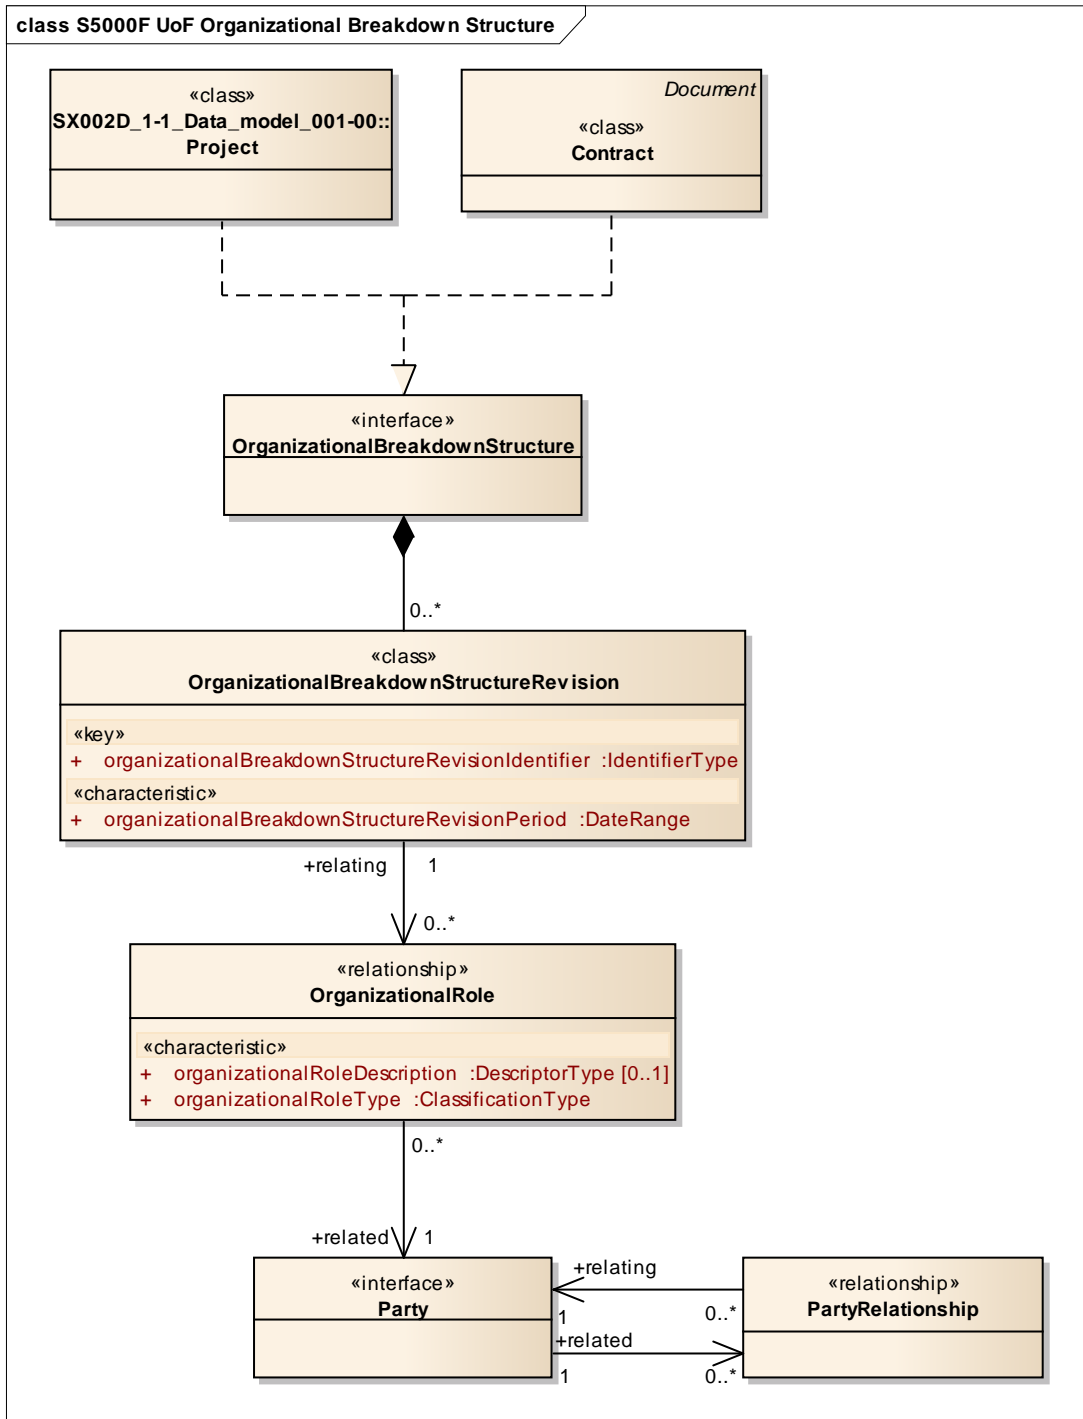 class S5000F UoF Organizational Breakdown Structure
«class»
SX002D_1-1_Data_model_001-00::
Project
Document
«class»
Contract
«interface»
OrganizationalBreakdownStructure
0..*
«class»
OrganizationalBreakdownStructureRevision
«key»
+ organizationalBreakdownStructureRevisionIdentifier :IdentifierType
«characteristic»
+ organizationalBreakdownStructureRevisionPeriod :DateRange
+relating 1
0..*
«relationship»
OrganizationalRole
«characteristic»
+ organizationalRoleDescription :DescriptorType [0..1]
+ organizationalRoleType :ClassificationType
0..*
+related 1
«interface»
Party
+relating
1 0..*
+related
1 0..*
«relationship»
PartyRelationship